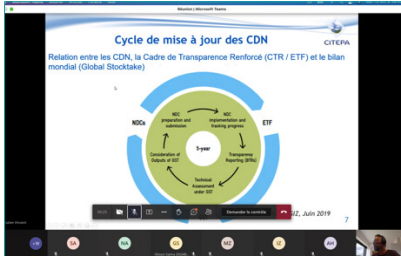 Réunion | Microsoft Teams
Cycle de mise à jour des CDN
CITEPA
Relation entre les CDN, la Cadre de Transparence Renforcé (CTR / ETF) et le bilan
mondial (Global Stocktake)
NDC
preparation and
submission
NDC
implementation and
tracking progress
NDCs
ETF
5-year
Consideration of
Outputs of GST
Transparency
Reporting (BTRs)
Technical
Assessment
under GST
Demander le contrôle
IZ, Juin 2019
7
SA
NA
GS
MZ
IZ
AH